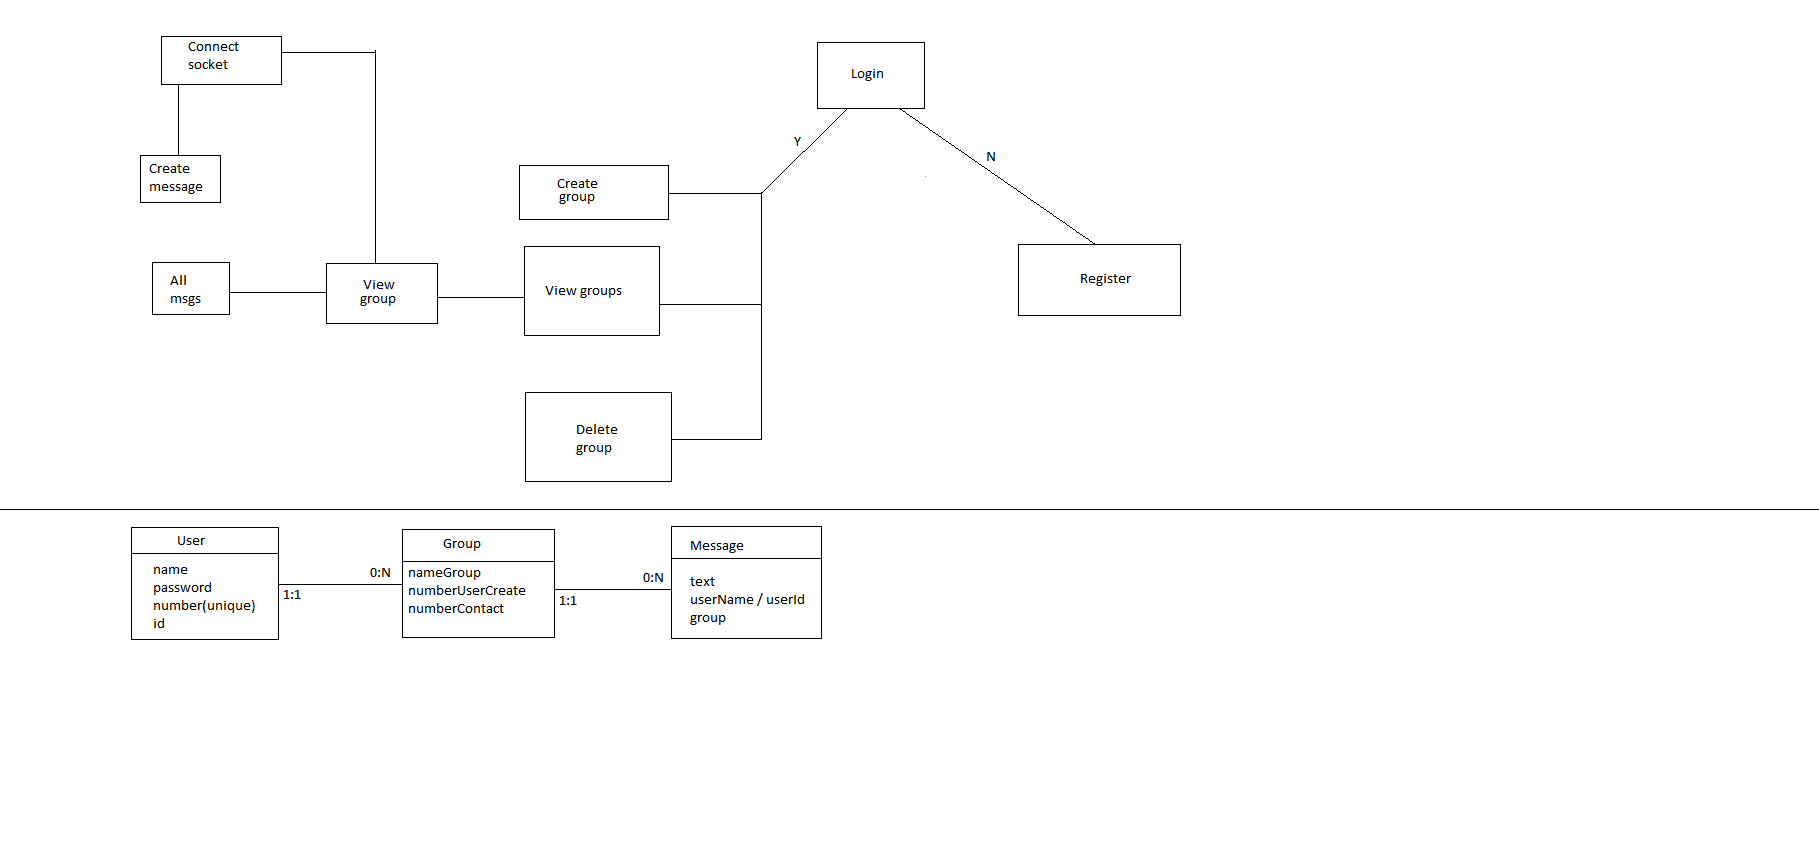 Connect
socket
Login
Y
N
Create
message
Create
group
All
msgs
View
group
View groups
Register
Delete
group
User
name
password
number(unique)
id
1:1
0:N
Group
nameGroup
numberUserCreate
numberContact
1:1
0:N
Message
text
userName / userId
group